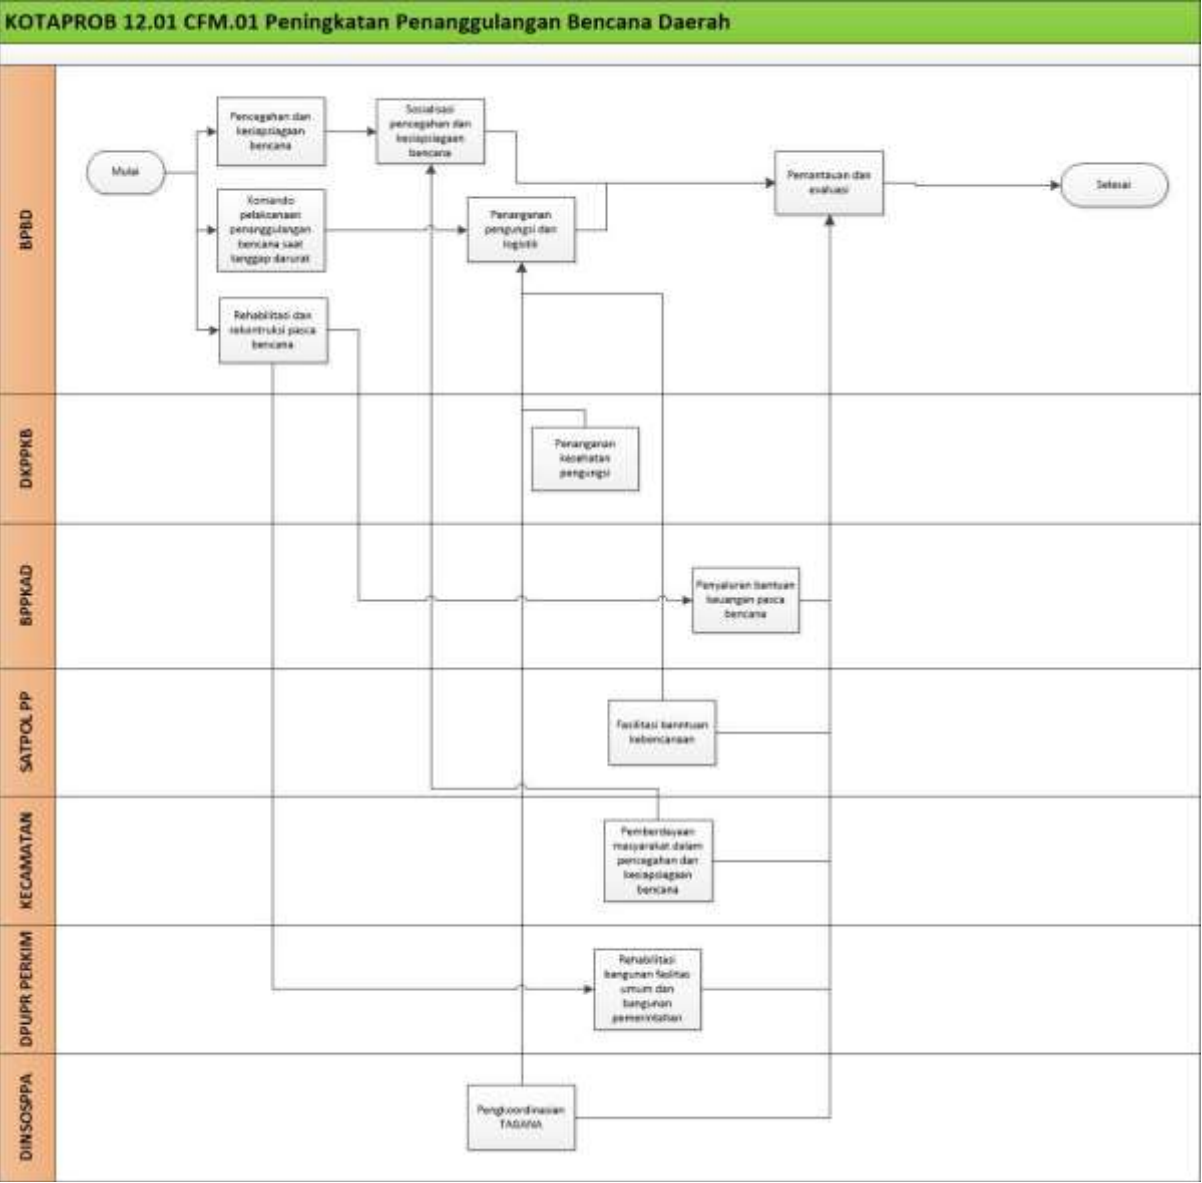 KOTAPROB 12.01 CFM.01 Peningkatan Penanggulangan Bencana Daerah
BPBD
Mulai
Pencegahan dan
kesiapsiagaan
bencana
Sosialisasi
pencegahan dan
kesiapsiagaan
bencana
Komando
pelaksanaan
penanggulangan
bencana saat
tanggap darurat
Penanganan
pengungsi dan
logistik
Pemantauan dan
evaluasi
Selesai
Rehabilitasi dan
rekontruksi pasca
bencana
DKPPKB
Penanganan
kesehatan
pengungsi
BPPKAD
Penyaluran bantuan
keuangan pasca
bencana
SATPOL PP
Fasilitasi banntuan
kebencanaan
KECAMATAN
Pemberdayaan
masyarakat dalam
pencegahan dan
kesiapsiagaan
bencana
DPUPR PERKIM
Rehabilitasi
bangunan fasilitas
umum dan
bangunan
pemerintahan
DINSOSPPA
Pengkoordinasian
TAGANA